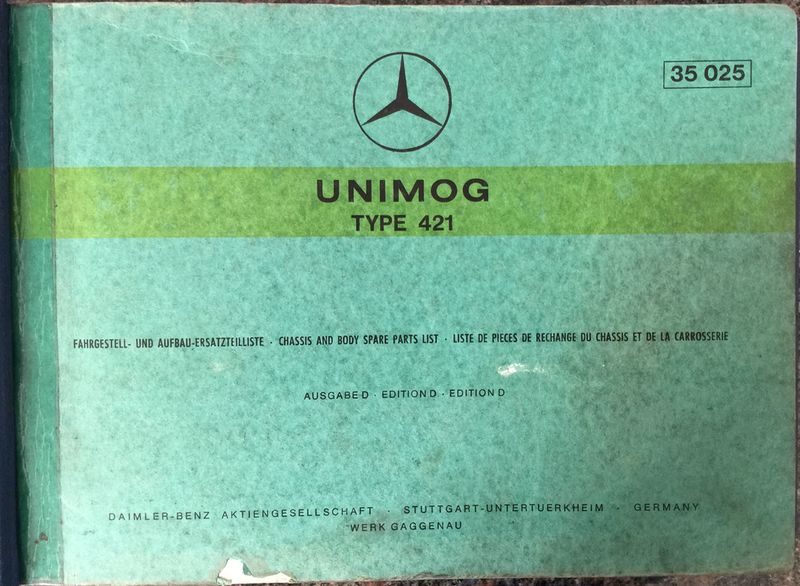 35 025
UNIMOG
TYPE 421
FAHRGESTELL- UND AUFBAU-ERSATZTEILLISTE · CHASSIS AND BODY SPARE PARTS LIST · LISTE DE PIECES DE RECHANGE DU CHASSIS ET DE LA CARROSSERIE
AUSGABE D · EDITION D · EDITION D
DAIMLER-BENZ AKTIENGESELLSCHAFT · STUTTGART-UNTERTUERKHEIM · GERMANY
WERK GAGGENAU